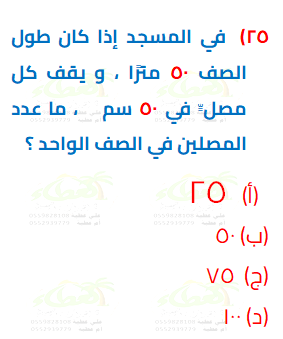 ٢٥) في المسجد إذا كان طول
الصف ٥٠ مترًا ، و يقف كل
مصلٍّ في ٥٠ سم ، ما عدد
المصلين في الصف الواحد ؟
(أ) ٢٥
(ب) ٥٠
(ج) ٧٥
(د) ١٠٠